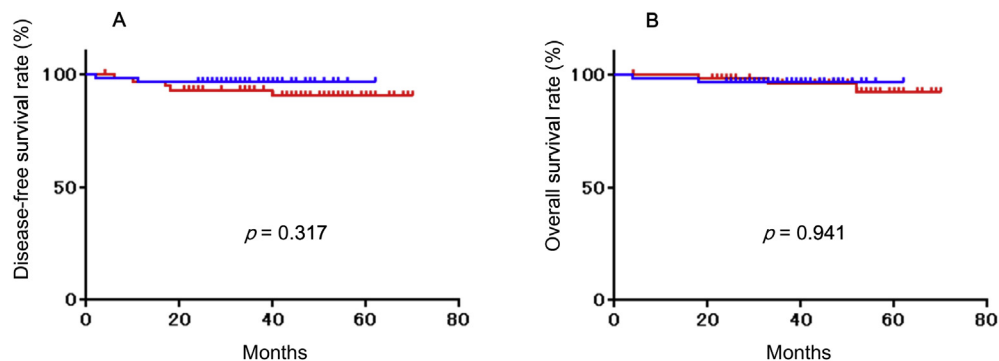 A
Disease-free survival rate (%)
100
50
0
p = 0.317
0 20 40 60 80
Months
B
Overall survival rate (%)
100
50
0
p = 0.941
0 20 40 60 80
Months